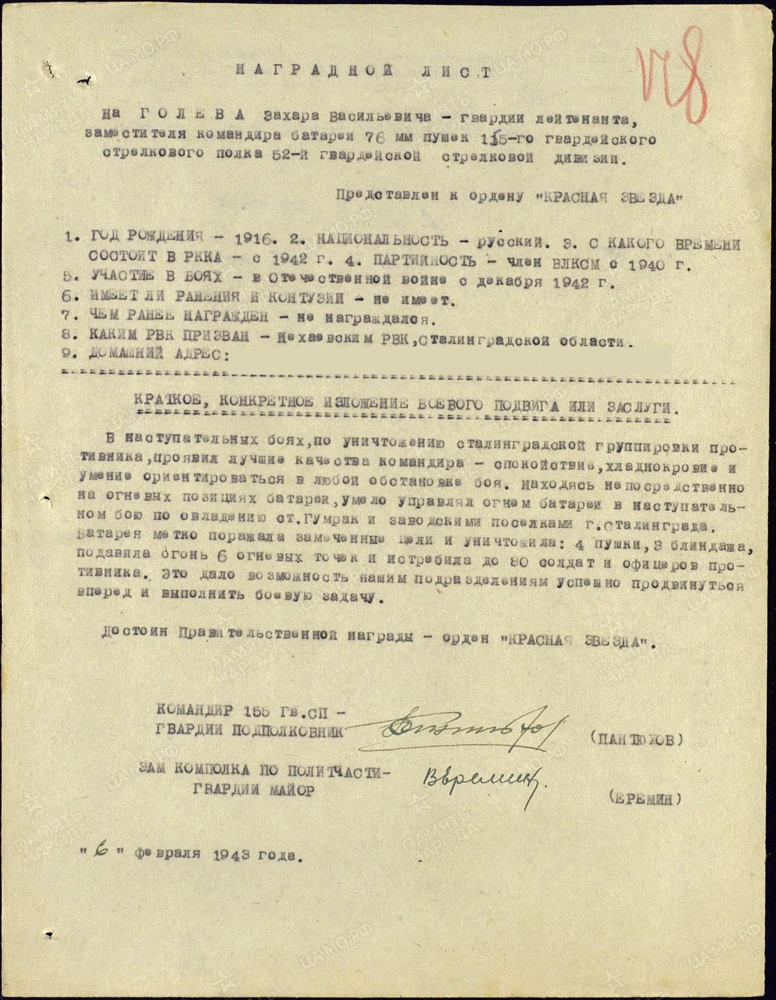 178
НАГРАДНОЙ ЛИСТ
На ГОЛЕВА Захара Васильевича - гвардии лейтенанта,
заместителя командира батареи 76 мм пушек 155-го гвардейского
стрелкового полка 52-й гвардейской стрелковой дивизии.
Представлен к ордену "КРАСНАЯ ЗВЕЗДА"
1. ГОД РОЖДЕНИЯ - 1916. 2. НАЦИОНАЛЬНОСТЬ - русский. 3. С КАКОГО ВРЕМЕНИ
СОСТОИТ В РККА - с 1942 г. 4. ПАРТИЙНОСТЬ - член ВЛКСМ с 1940 г.
5. УЧАСТИЕ В БОЯХ - в Отечественной войне с декабря 1942 г.
6. ИМЕЕТ ЛИ РАНЕНИЯ И КОНТУЗИИ - не имеет.
7. ЧЕМ РАНЕЕ НАГРАЖДЕН - не награждался.
8. КАКИМ РВК ПРИЗВАН - Нехаевским РВК,Сталинградской области.
9. ДОМАШНИЙ АДРЕС:
КРАТКОЕ, КОНКРЕТНОЕ ИЗЛОЖЕНИЕ БОЕВОГО ПОДВИГА ИЛИ ЗАСЛУГИ.
В наступательных боях,по уничтожению сталинградской группировки про-
тивника,проявил лучшие качества командира - спокойствие,хладнокровие и
умение ориентироваться в любой обстановке боя. Находясь непосредственно
на огневых позициях батареи,умело управлял огнем батареи в наступатель-
ном бою по овладению ст.Гумрак и заводскими поселками г.Сталинграда.
Батарея метко поражала замеченные цели и уничтожила: 4 пушки,3 блиндажа,
подавила огонь 6 огневых точек и истребила до 80 солдат и офицеров про-
тивника. Это дало возможность нашим подразделениям успешно продвинуться
вперед и выполнить боевую задачу.
Достоин Правительственной награды - орден "КРАСНАЯ ЗВЕЗДА".
КОМАНДИР 155 Гв.СП -
ГВАРДИИ ПОДПОЛКОВНИК (ПАНТЮХОВ)
ЗАМ КОМПОЛКА ПО ПОЛИТЧАСТИ-
ГВАРДИИ МАЙОР ВЕремин. (ЕРЕМИН)
"6" февраля 1943 года.